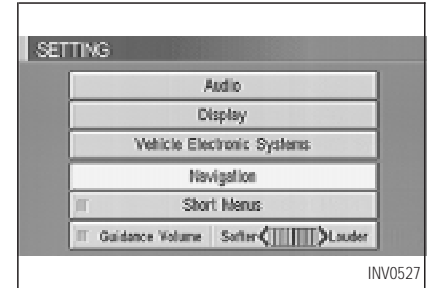 SETTING
Audio
Display
Vehicle Electronic Systems
Navigation
Short Menus
Guidance Volume Softer Louder
INV0527